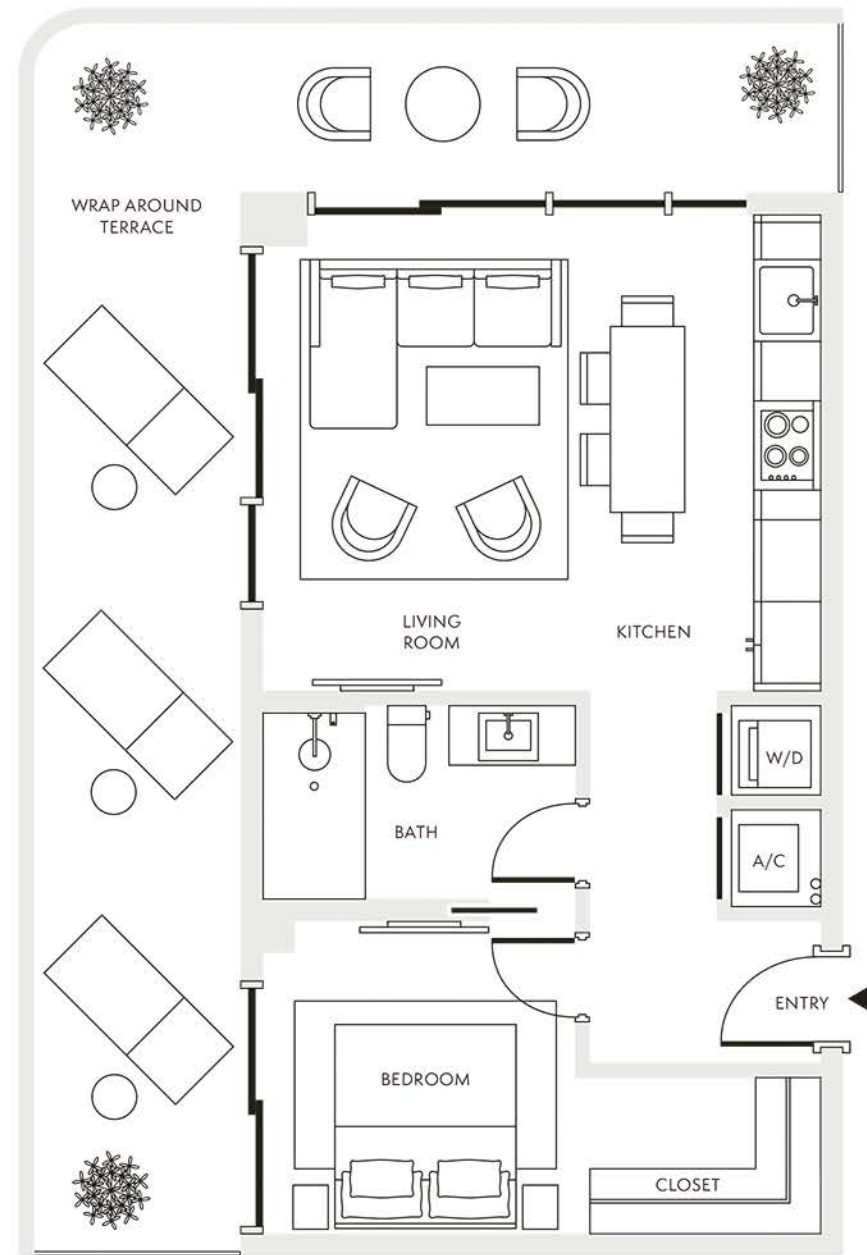 WRAP AROUND
TERRACE
LIVING
ROOM
KITCHEN
W/D
BATH
A/C
ENTRY
BEDROOM
CLOSET